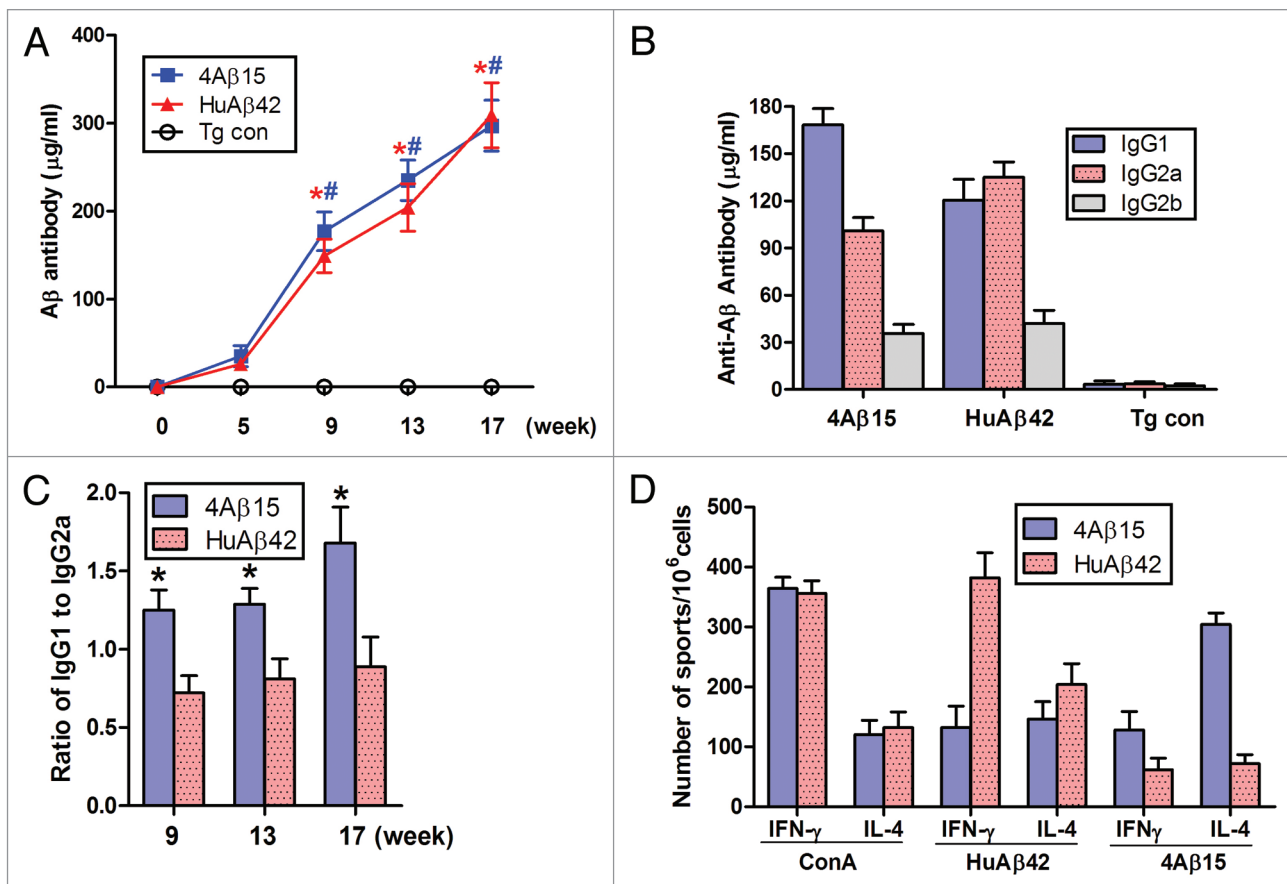 A
Aβ antibody (μg/ml)
400
300
200
100
0
4Aβ15
HuAβ42
Tg con
*#
*#
*#
0 5 9 13 17 (week)
B
Anti-Aβ Antibody (μg/ml)
180
150
120
90
60
30
0
IgG1
IgG2a
IgG2b
4Aβ15 HuAβ42 Tg con
C
Ratio of IgG1 to IgG2a
2.0
1.5
1.0
0.5
0.0
4Aβ15
HuAβ42
*
*
*
9 13 17 (week)
D
Number of sports/10⁶cells
500
400
300
200
100
0
4Aβ15
HuAβ42
IFN-γ IL-4 IFN-γ IL-4 IFNγ IL-4
ConA HuAβ42 4Aβ15